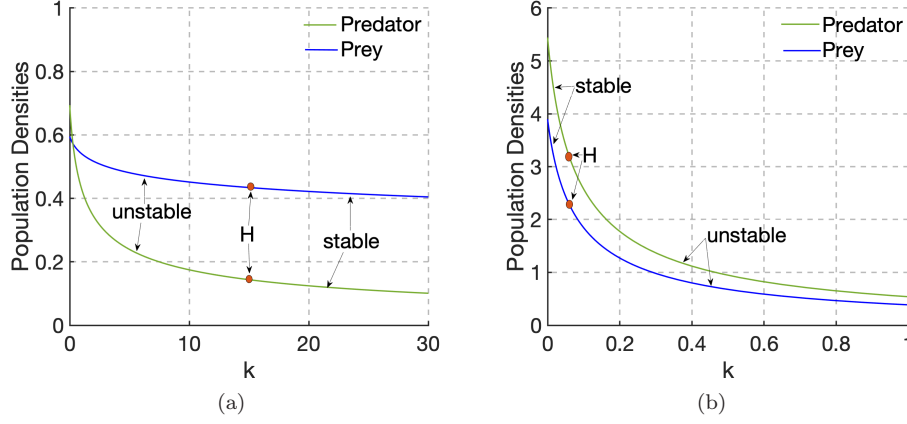 1
0.8
0.6
0.4
0.2
0
0 10 20 30
Population Densities
k
Predator
Prey
unstable
H
stable
(a)
6
5
4
3
2
1
0
0 0.2 0.4 0.6 0.8
Population Densities
k
Predator
Prey
stable
H
unstable
(b)